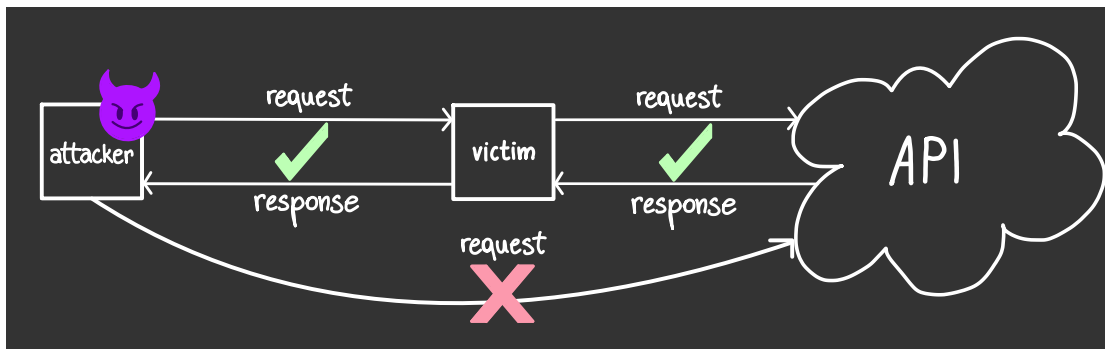 request
request
attacker
victim
API
response
response
request